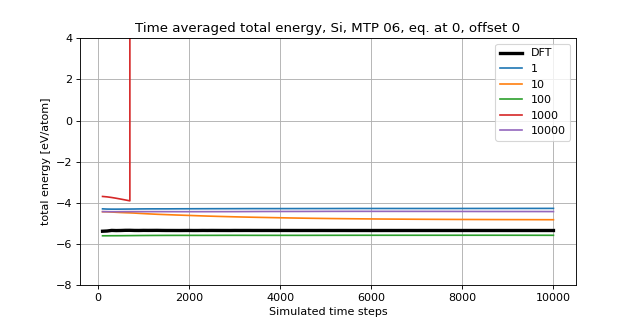 Time averaged total energy, Si, MTP 06, eq. at 0, offset 0
total energy [eV/atom]
4
2
0
−2
−4
−6
−8
DFT
1
10
100
1000
10000
0 2000 4000 6000 8000 10000
Simulated time steps